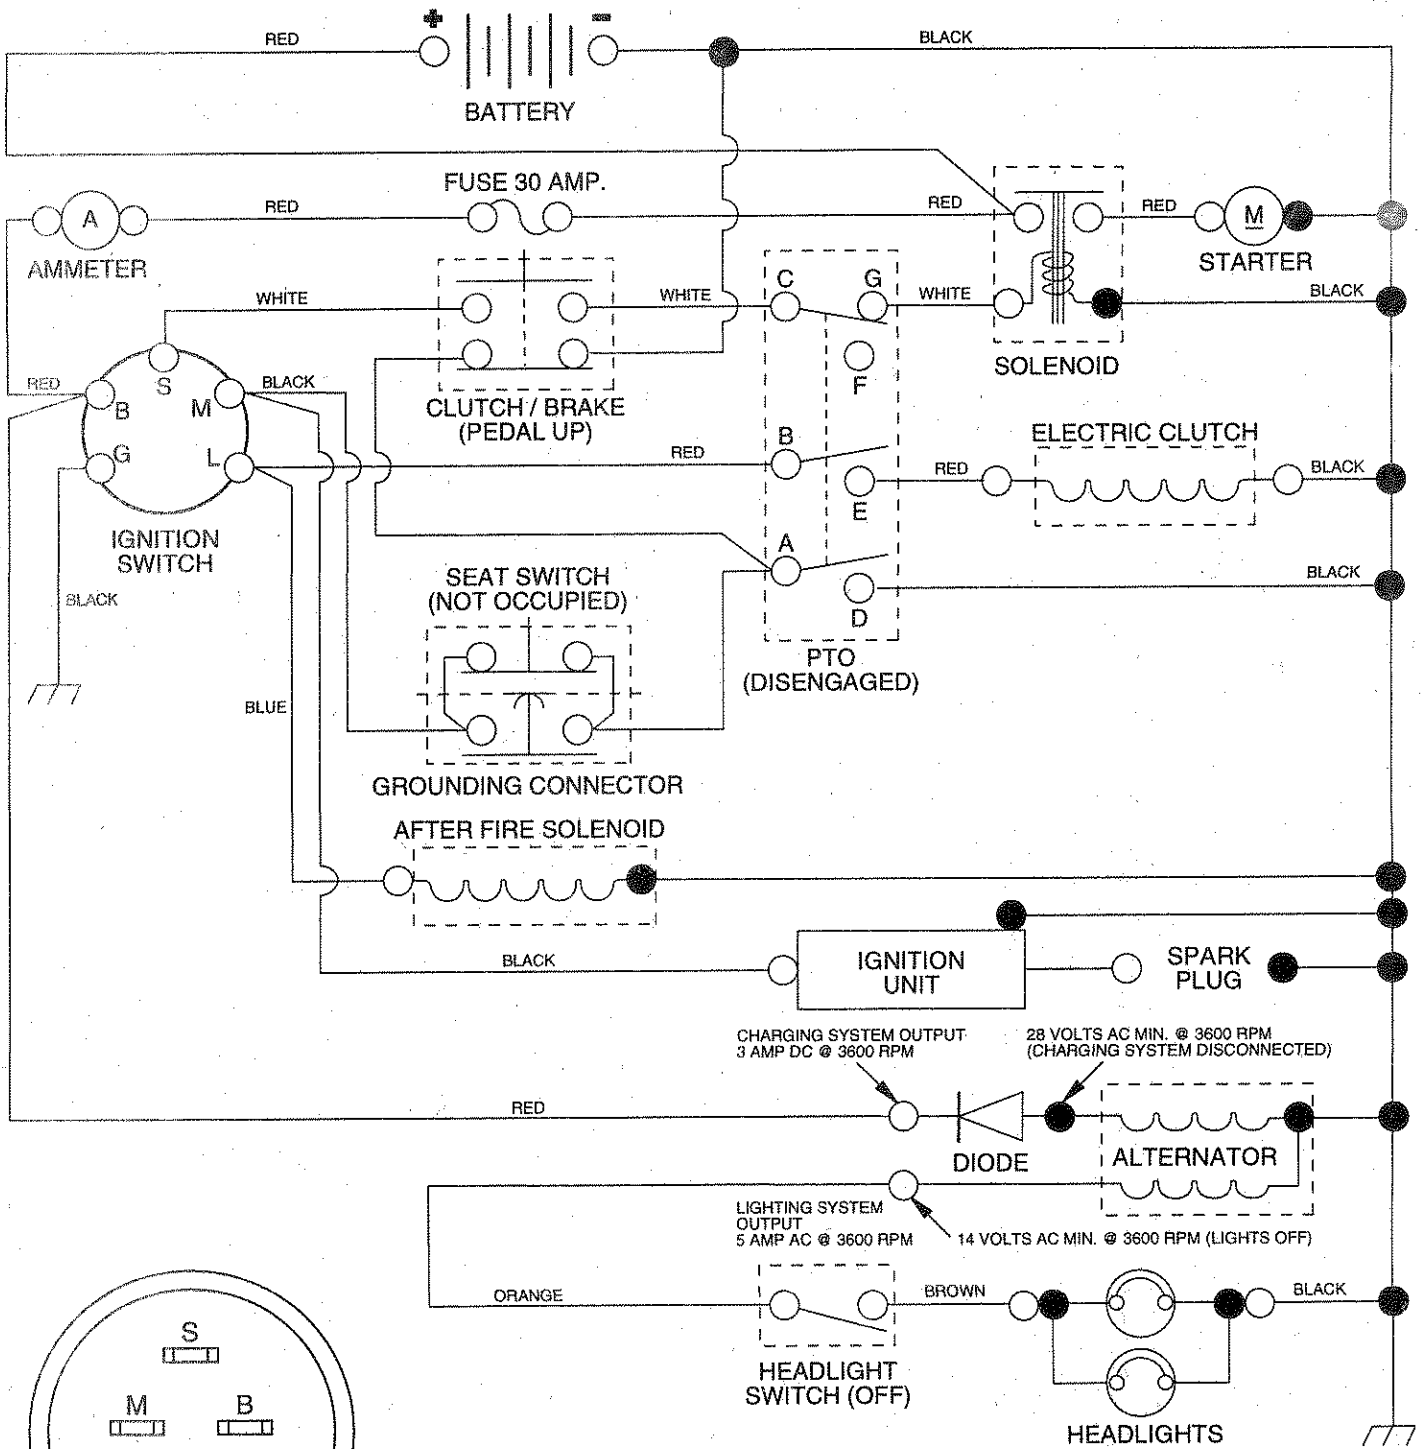 +
-
RED
BLACK
BATTERY
FUSE 30 AMP.
A
RED
RED
RED
M
AMMETER
STARTER
WHITE
WHITE
C
G
WHITE
BLACK
SOLENOID
S
F
RED
B
M
BLACK
CLUTCH / BRAKE
(PEDAL UP)
G
L
RED
B
ELECTRIC CLUTCH
RED
BLACK
E
IGNITION
SWITCH
A
BLACK
SEAT SWITCH
(NOT OCCUPIED)
BLACK
D
PTO
(DISENGAGED)
BLUE
GROUNDING CONNECTOR
AFTER FIRE SOLENOID
BLACK
IGNITION
UNIT
SPARK
PLUG
CHARGING SYSTEM OUTPUT
3 AMP DC @ 3600 RPM
28 VOLTS AC MIN. @ 3600 RPM
(CHARGING SYSTEM DISCONNECTED)
RED
DIODE
ALTERNATOR
LIGHTING SYSTEM
OUTPUT
5 AMP AC @ 3600 RPM
14 VOLTS AC MIN. @ 3600 RPM (LIGHTS OFF)
ORANGE
BROWN
BLACK
HEADLIGHT
SWITCH (OFF)
HEADLIGHTS
S
M
B